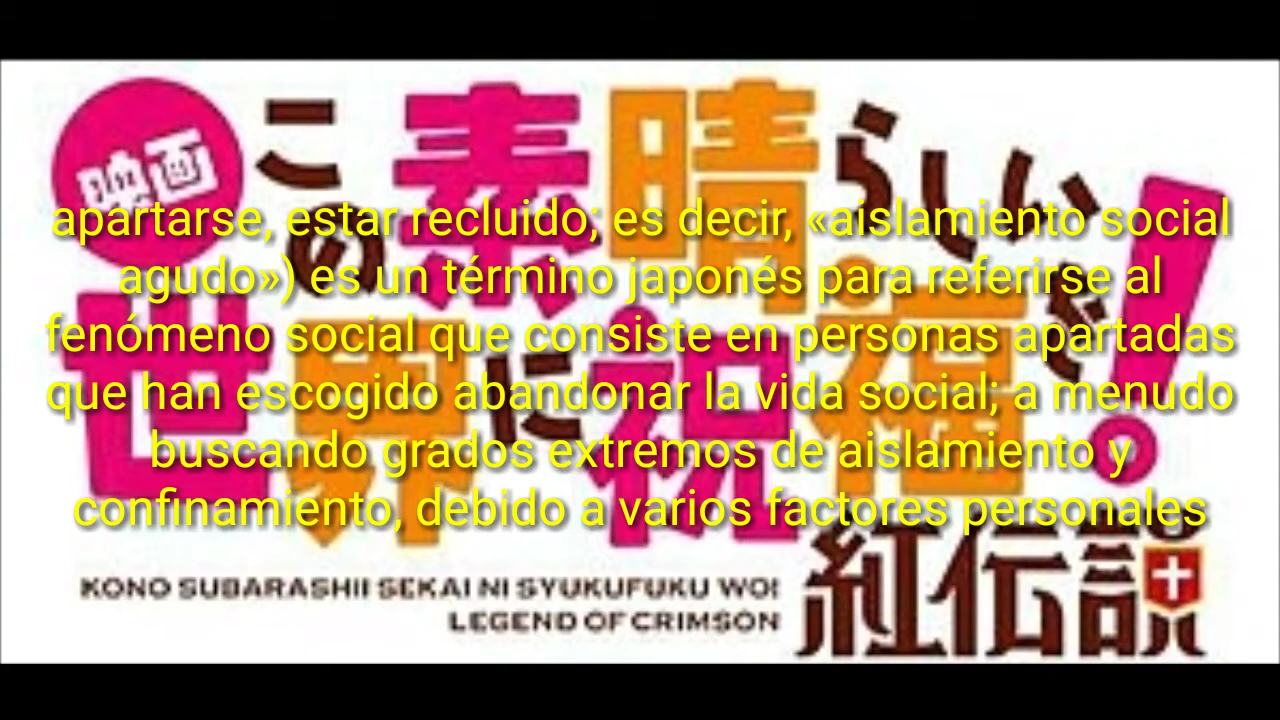 映画
この素晴らしい
世界に祝福を!
apartarse, estar recluido; es decir, «aislamiento social
agudo») es un término japonés para referirse al
fenómeno social que consiste en personas apartadas
que han escogido abandonar la vida social; a menudo
buscando grados extremos de aislamiento y
confinamiento, debido a varios factores personales
KONO SUBARASHII SEKAI NI SYUKUFUKU WO!
LEGEND OF CRIMSON
紅伝説